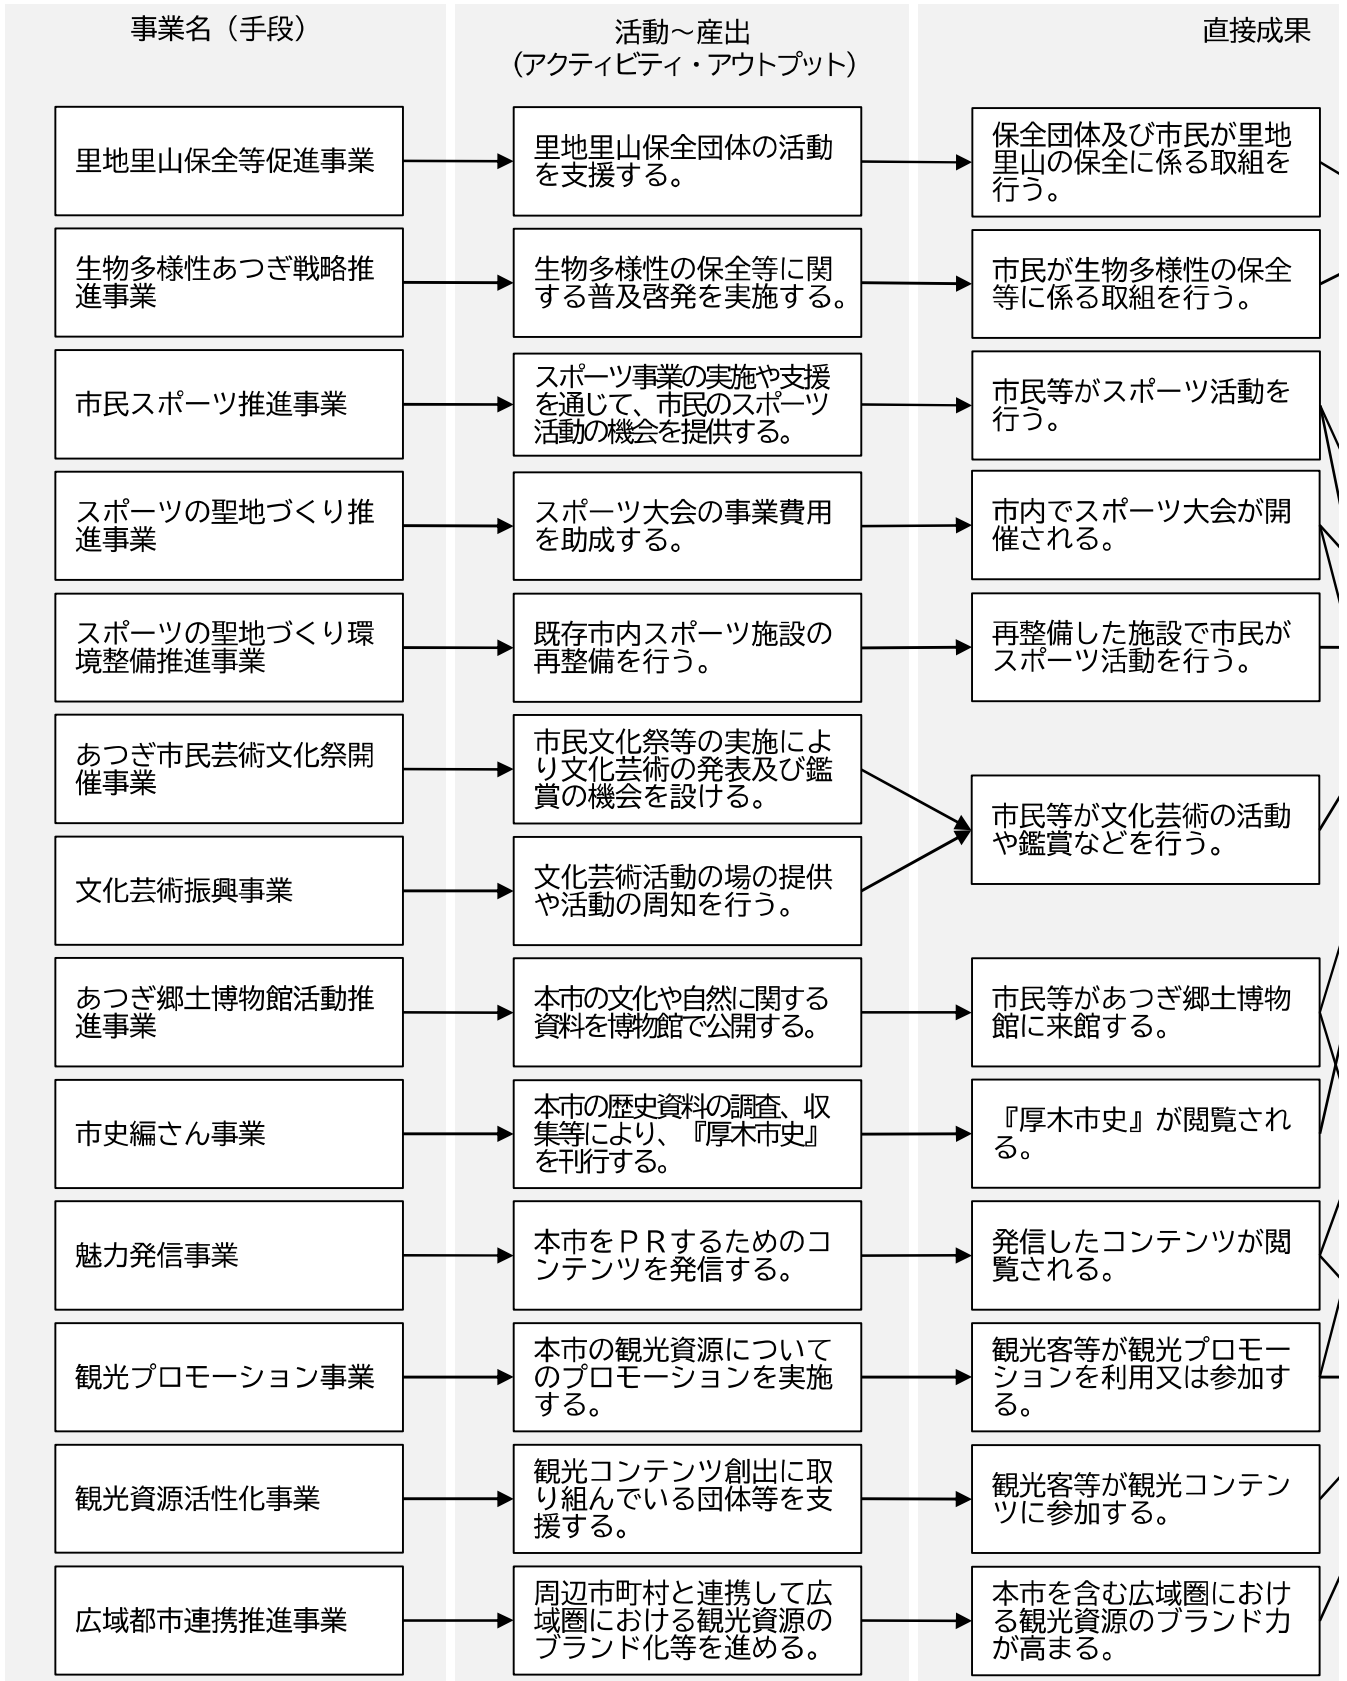 事業名（手段）
活動～産出
（アクティビティ・アウトプット）
直接成果
里地里山保全等促進事業
里地里山保全団体の活動
を支援する。
保全団体及び市民が里地
里山の保全に係る取組を
行う。
生物多様性あつぎ戦略推
進事業
生物多様性の保全等に関
する普及啓発を実施する。
市民が生物多様性の保全
等に係る取組を行う。
市民スポーツ推進事業
スポーツ事業の実施や支援
を通じて、市民のスポーツ
活動の機会を提供する。
市民等がスポーツ活動を
行う。
スポーツの聖地づくり推
進事業
スポーツ大会の事業費用
を助成する。
市内でスポーツ大会が開
催される。
スポーツの聖地づくり環
境整備推進事業
既存市内スポーツ施設の
再整備を行う。
再整備した施設で市民が
スポーツ活動を行う。
あつぎ市民芸術文化祭開
催事業
市民文化祭等の実施によ
り文化芸術の発表及び鑑
賞の機会を設ける。
市民等が文化芸術の活動
や鑑賞などを行う。
文化芸術振興事業
文化芸術活動の場の提供
や活動の周知を行う。
あつぎ郷土博物館活動推
進事業
本市の文化や自然に関する
資料を博物館で公開する。
市民等があつぎ郷土博物
館に来館する。
市史編さん事業
本市の歴史資料の調査、収
集等により、『厚木市史』
を刊行する。
『厚木市史』が閲覧され
る。
魅力発信事業
本市をＰＲするためのコ
ンテンツを発信する。
発信したコンテンツが閲
覧される。
観光プロモーション事業
本市の観光資源について
のプロモーションを実施
する。
観光客等が観光プロモー
ションを利用又は参加す
る。
観光資源活性化事業
観光コンテンツ創出に取
り組んでいる団体等を支
援する。
観光客等が観光コンテン
ツに参加する。
広域都市連携推進事業
周辺市町村と連携して広
域圏における観光資源の
ブランド化等を進める。
本市を含む広域圏におけ
る観光資源のブランド力
が高まる。